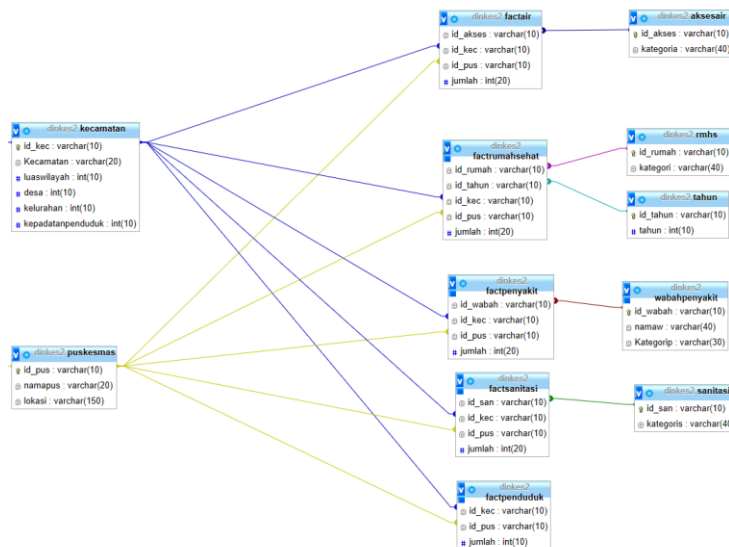 dinkes2 factair
id_akses : varchar(10)
id_kec : varchar(10)
id_pus : varchar(10)
jumlah : int(20)
dinkes2 aksesair
id_akses : varchar(10)
kategoria : varchar(40)
dinkes2 kecamatan
id_kec : varchar(10)
Kecamatan : varchar(20)
luaswilayah : int(10)
desa : int(10)
kelurahan : int(10)
kepadatanpenduduk : int(10)
dinkes2
factrumahsehat
id_rumah : varchar(10)
id_tahun : varchar(10)
id_kec : varchar(10)
id_pus : varchar(10)
jumlah : int(20)
dinkes2 rmhs
id_rumah : varchar(10)
kategori : varchar(40)
dinkes2 tahun
id_tahun : varchar(10)
tahun : int(10)
dinkes2
factpenyakit
id_wabah : varchar(10)
id_kec : varchar(10)
id_pus : varchar(10)
jumlah : int(20)
dinkes2
wabahpenyakit
id_wabah : varchar(10)
namaw : varchar(40)
Kategorip : varchar(30)
dinkes2 puskesmas
id_pus : varchar(10)
namapus : varchar(20)
lokasi : varchar(150)
dinkes2
factsanitasi
id_san : varchar(10)
id_kec : varchar(10)
id_pus : varchar(10)
jumlah : int(20)
dinkes2 sanitasi
id_san : varchar(10)
kategoris : varchar(40
dinkes2
factpenduduk
id_kec : varchar(10)
id_pus : varchar(10)
jumlah : int(10)